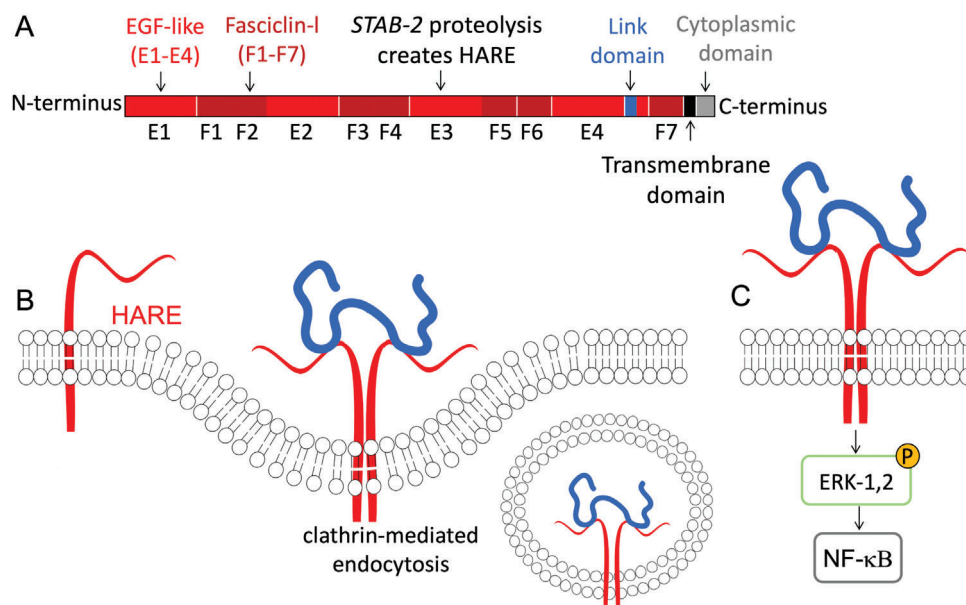 A
EGF-like
(E1-E4)
Fasciclin-I
(F1-F7)
STAB-2 proteolysis
creates HARE
Link
domain
Cytoplasmic
domain
N-terminus
C-terminus
E1 F1 F2 E2 F3 F4 E3 F5 F6 E4 F7
Transmembrane
domain
B
HARE
clathrin-mediated
endocytosis
C
P
ERK-1,2
NF-κB